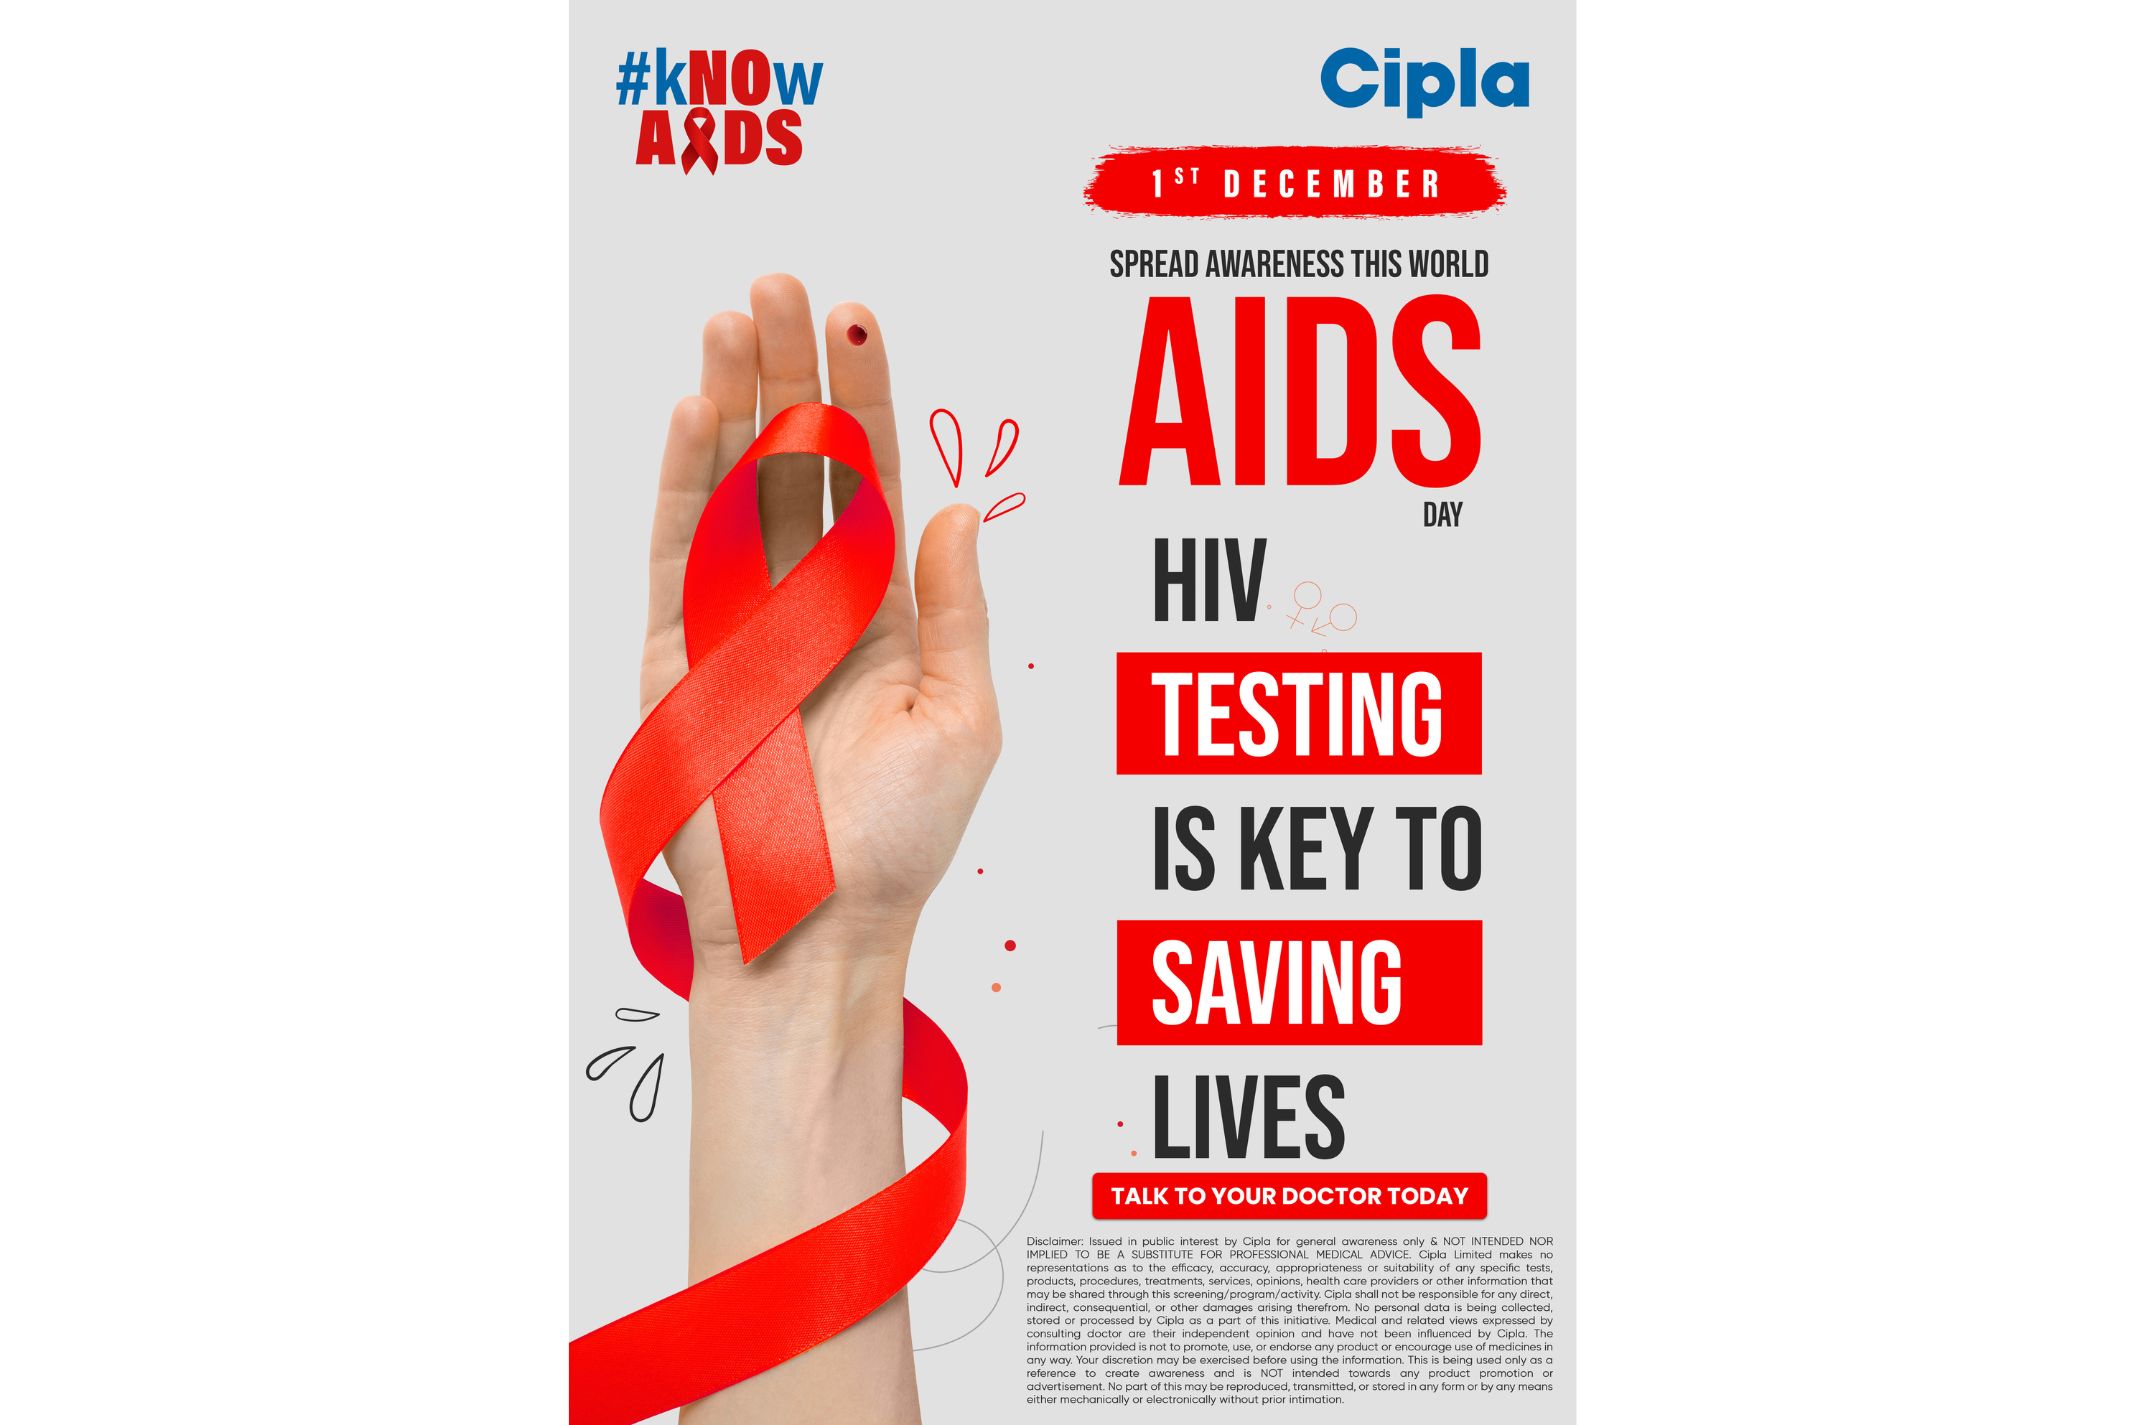 #kNOw
AIDS
Cipla
1ST DECEMBER
SPREAD AWARENESS THIS WORLD
AIDS
DAY
HIV
TESTING
IS KEY TO
SAVING
LIVES
TALK TO YOUR DOCTOR TODAY
Disclaimer: Issued in public interest by Cipla for general awareness only & NOT INTENDED NOR
IMPLIED TO BE A SUBSTITUTE FOR PROFESSIONAL MEDICAL ADVICE. Cipla Limited makes no
representations as to the efficacy, accuracy, appropriateness or suitability of any specific tests,
products, procedures, treatments, services, opinions, health care providers or other information that
may be shared through this screening/program/activity. Cipla shall not be responsible for any direct,
indirect, consequential, or other damages arising therefrom. No personal data is being collected,
stored or processed by Cipla as a part of this initiative. Medical and related views expressed by
consulting doctor are their independent opinion and have not been influenced by Cipla. The
information provided is not to promote, use, or endorse any product or encourage use of medicines in
any way. Your discretion may be exercised before using the information. This is being used only as a
reference to create awareness and is NOT intended towards any product promotion or
advertisement. No part of this may be reproduced, transmitted, or stored in any form or by any means
either mechanically or electronically without prior intimation.